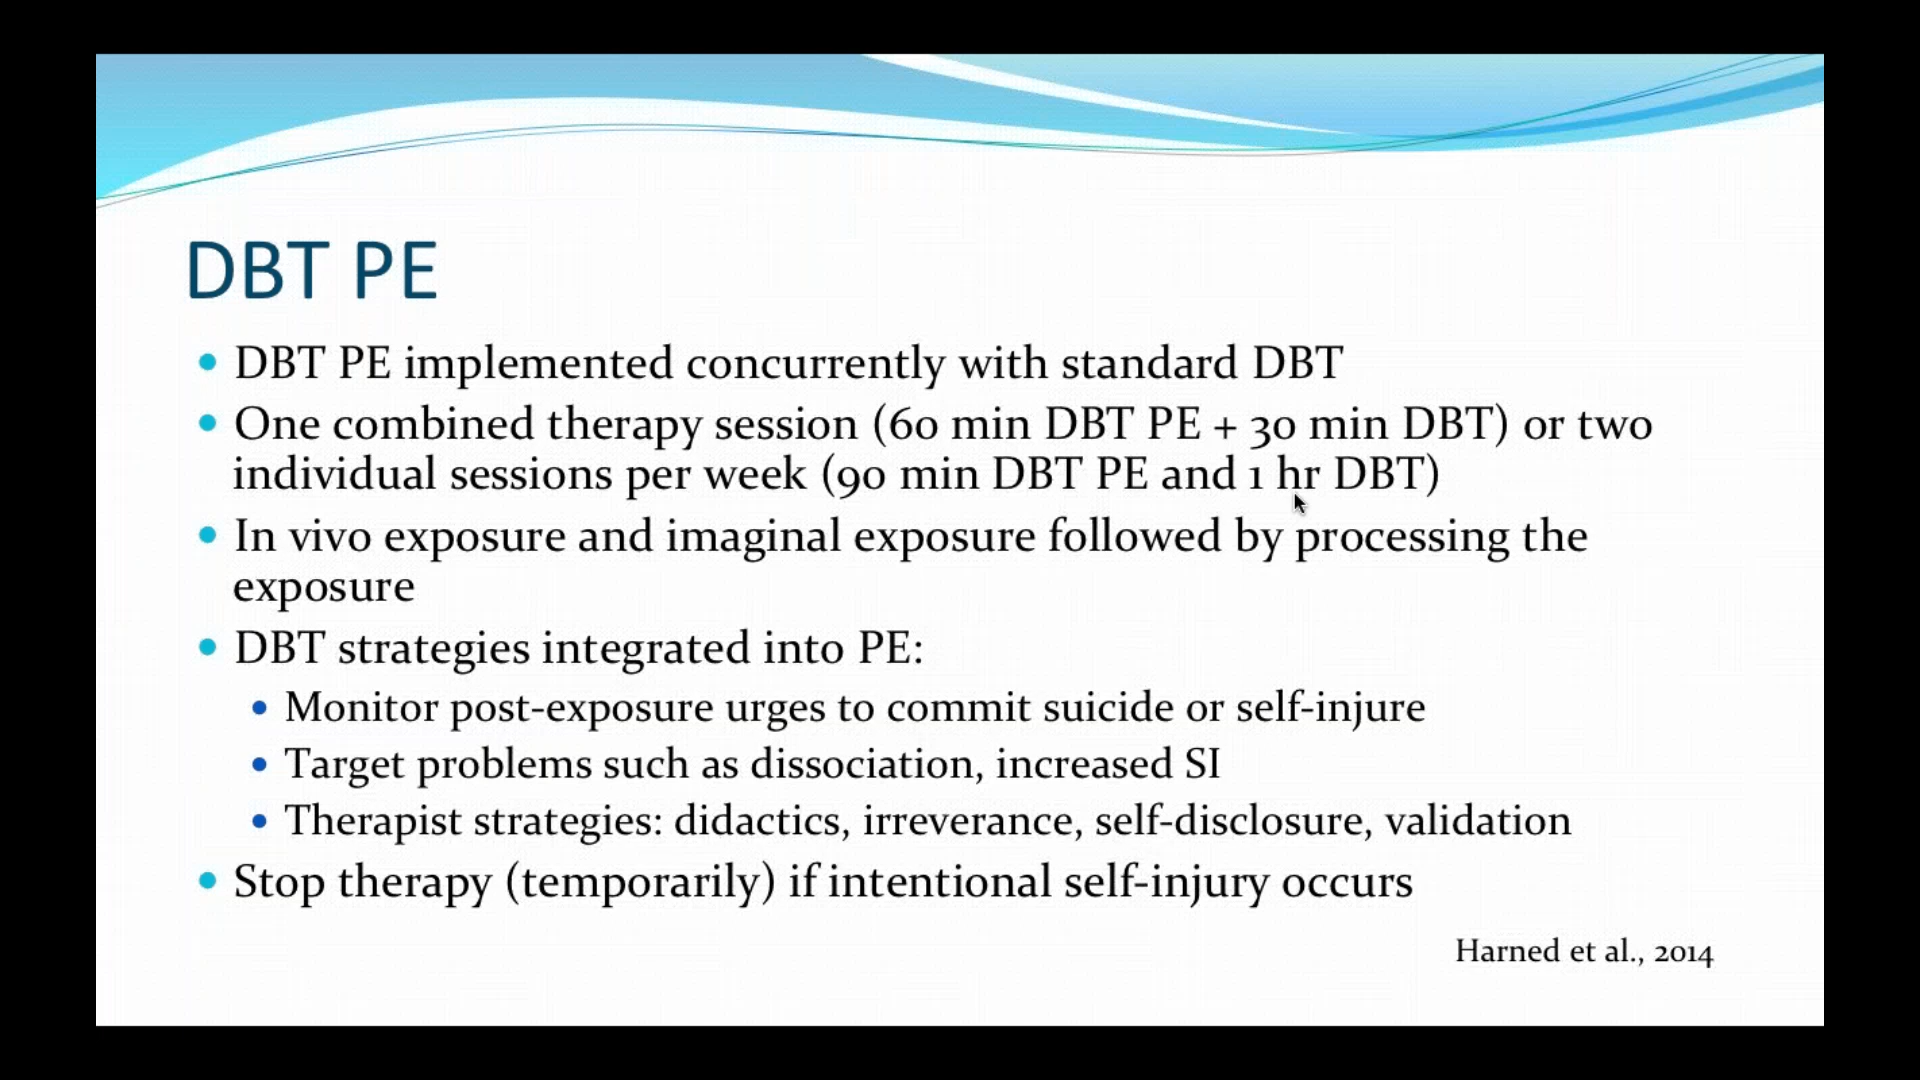 DBT PE
• DBT PE implemented concurrently with standard DBT
• One combined therapy session (60 min DBT PE + 30 min DBT) or two
individual sessions per week (90 min DBT PE and 1 hr DBT)
• In vivo exposure and imaginal exposure followed by processing the
exposure
• DBT strategies integrated into PE:
• Monitor post-exposure urges to commit suicide or self-injure
• Target problems such as dissociation, increased SI
• Therapist strategies: didactics, irreverance, self-disclosure, validation
• Stop therapy (temporarily) if intentional self-injury occurs
Harned et al., 2014